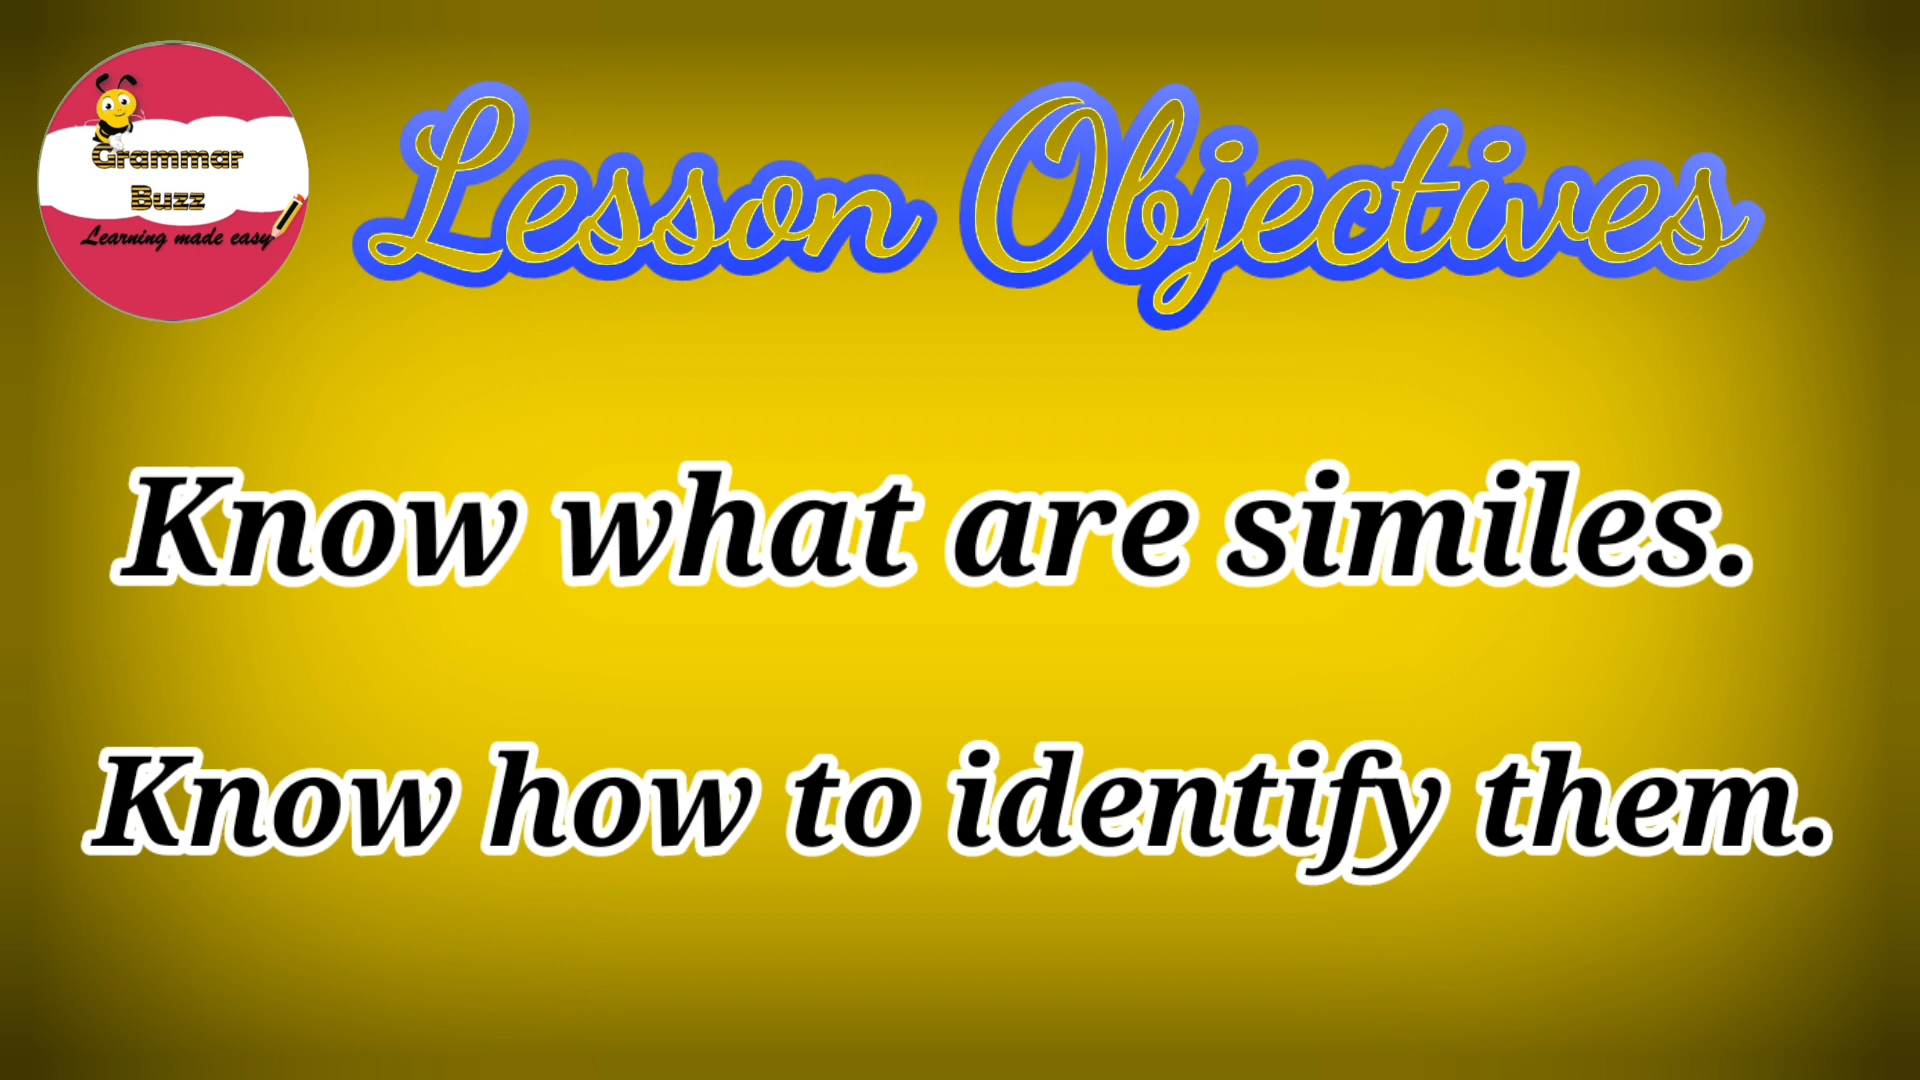 Grammar
Buzz
Learning made easy
Lesson Objectives
Know what are similes.
Know how to identify them.